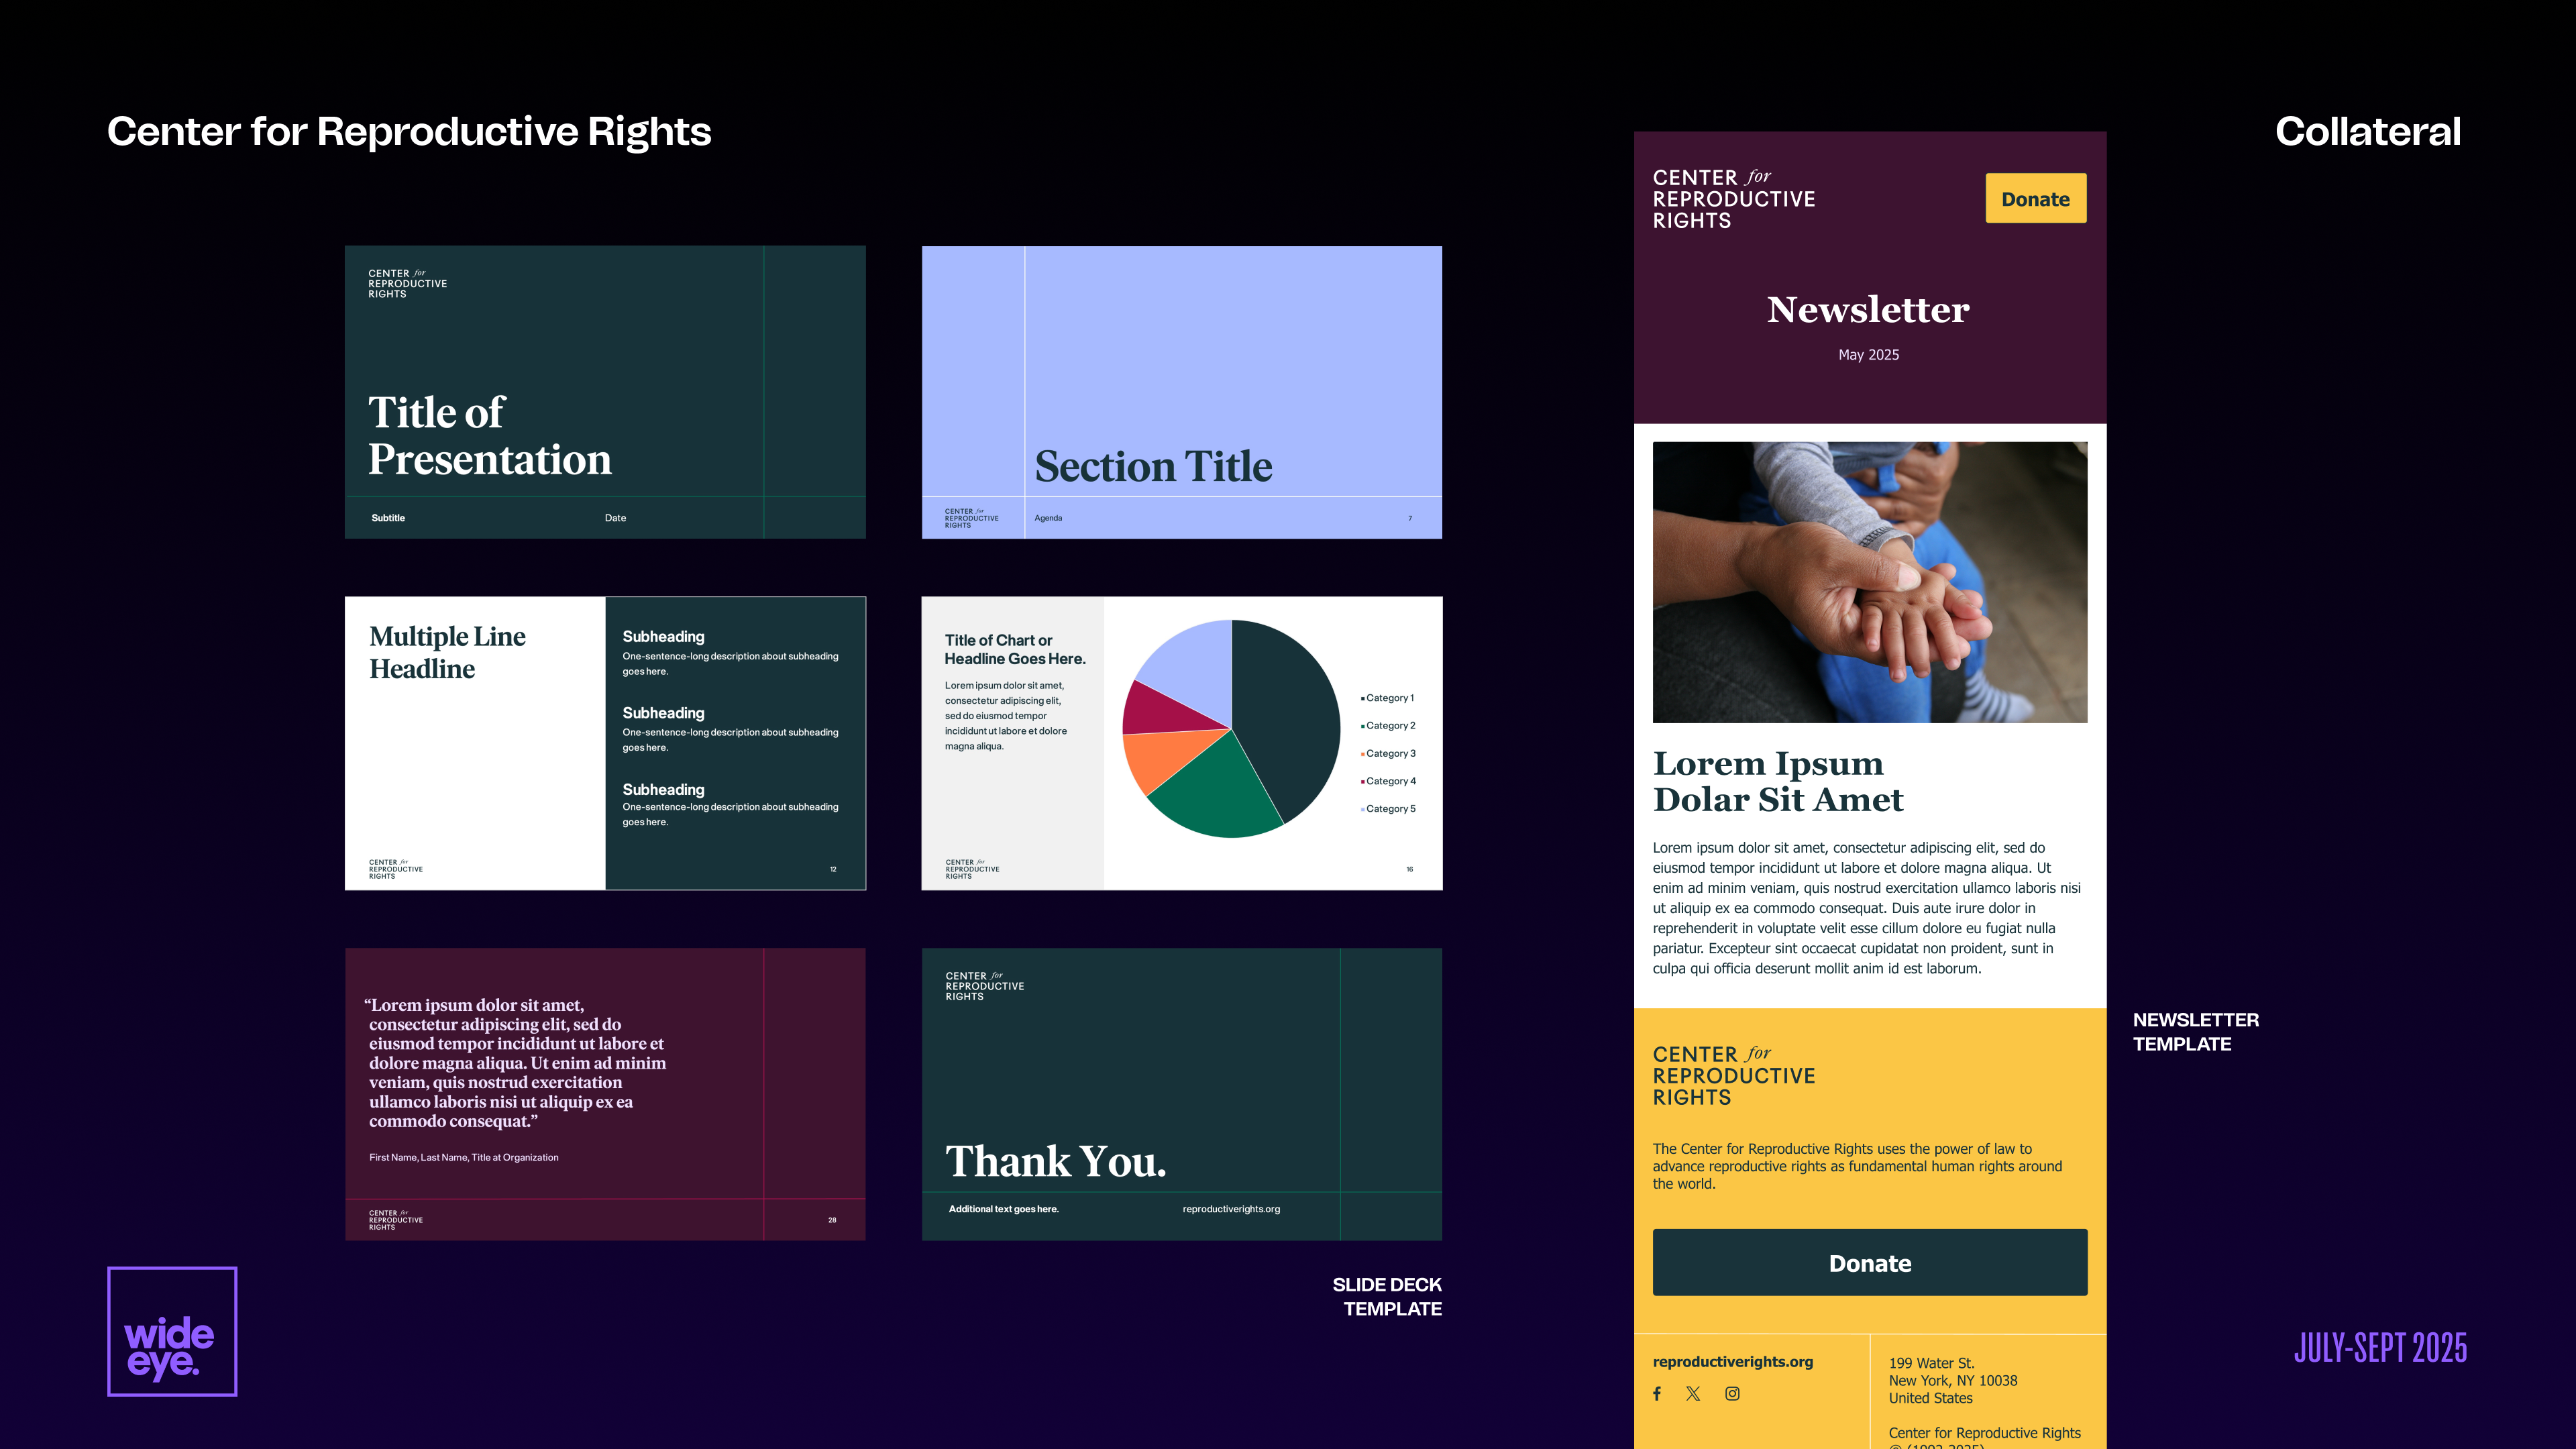 Center for Reproductive Rights
Collateral
CENTER for
REPRODUCTIVE
RIGHTS
Title of
Presentation
Subtitle
Date
Section Title
CENTER for
REPRODUCTIVE
RIGHTS
Agenda
7
Multiple Line
Headline
Subheading
One-sentence-long description about subheading
goes here.
Subheading
One-sentence-long description about subheading
goes here.
Subheading
One-sentence-long description about subheading
goes here.
CENTER for
REPRODUCTIVE
RIGHTS
12
Title of Chart or
Headline Goes Here.
Lorem ipsum dolor sit amet,
consectetur adipiscing elit,
sed do eiusmod tempor
incididunt ut labore et dolore
magna aliqua.
Category 1
Category 2
Category 3
Category 4
Category 5
CENTER for
REPRODUCTIVE
RIGHTS
16
“Lorem ipsum dolor sit amet,
consectetur adipiscing elit, sed do
eiusmod tempor incididunt ut labore et
dolore magna aliqua. Ut enim ad minim
veniam, quis nostrud exercitation
ullamco laboris nisi ut aliquip ex ea
commodo consequat.”
First Name, Last Name, Title at Organization
CENTER for
REPRODUCTIVE
RIGHTS
28
CENTER for
REPRODUCTIVE
RIGHTS
Thank You.
Additional text goes here.
reproductiverights.org
SLIDE DECK
TEMPLATE
CENTER for
REPRODUCTIVE
RIGHTS
Donate
Newsletter
May 2025
Lorem Ipsum
Dolar Sit Amet
Lorem ipsum dolor sit amet, consectetur adipiscing elit, sed do
eiusmod tempor incididunt ut labore et dolore magna aliqua. Ut
enim ad minim veniam, quis nostrud exercitation ullamco laboris nisi
ut aliquip ex ea commodo consequat. Duis aute irure dolor in
reprehenderit in voluptate velit esse cillum dolore eu fugiat nulla
pariatur. Excepteur sint occaecat cupidatat non proident, sunt in
culpa qui officia deserunt mollit anim id est laborum.
CENTER for
REPRODUCTIVE
RIGHTS
The Center for Reproductive Rights uses the power of law to
advance reproductive rights as fundamental human rights around
the world.
Donate
reproductiverights.org
199 Water St.
New York, NY 10038
United States
Center for Reproductive Rights
NEWSLETTER
TEMPLATE
wide
eye.
JULY-SEPT 2025